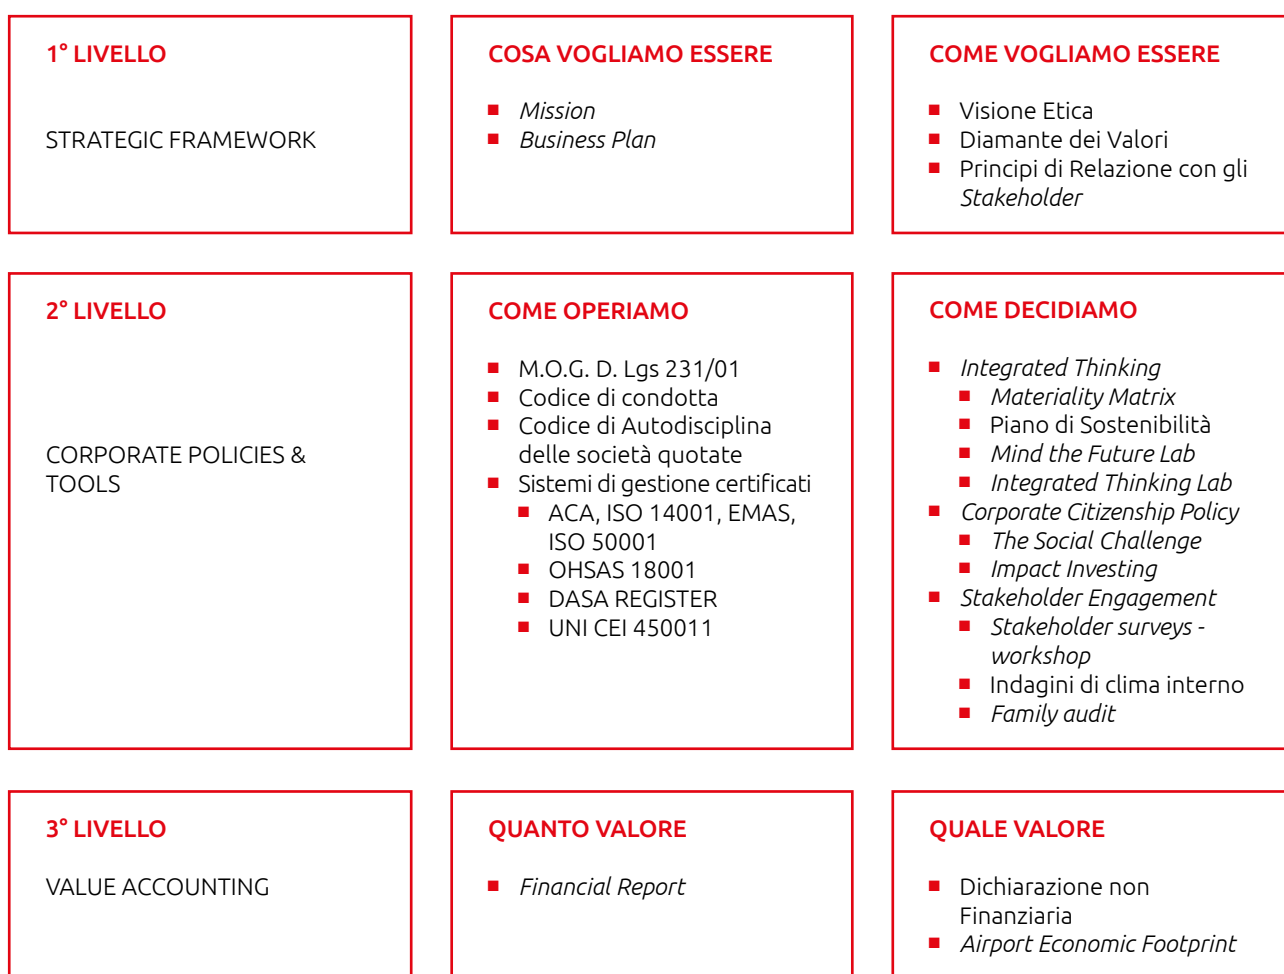 1° LIVELLO
STRATEGIC FRAMEWORK
COSA VOGLIAMO ESSERE
Mission
Business Plan
COME VOGLIAMO ESSERE
Visione Etica
Diamante dei Valori
Principi di Relazione con gli
Stakeholder
2° LIVELLO
CORPORATE POLICIES &
TOOLS
COME OPERIAMO
M.O.G. D. Lgs 231/01
Codice di condotta
Codice di Autodisciplina
delle società quotate
Sistemi di gestione certificati
ACA, ISO 14001, EMAS,
ISO 50001
OHSAS 18001
DASA REGISTER
UNI CEI 450011
COME DECIDIAMO
Integrated Thinking
Materiality Matrix
Piano di Sostenibilità
Mind the Future Lab
Integrated Thinking Lab
Corporate Citizenship Policy
The Social Challenge
Impact Investing
Stakeholder Engagement
Stakeholder surveys -
workshop
Indagini di clima interno
Family audit
3° LIVELLO
VALUE ACCOUNTING
QUANTO VALORE
Financial Report
QUALE VALORE
Dichiarazione non
Finanziaria
Airport Economic Footprint